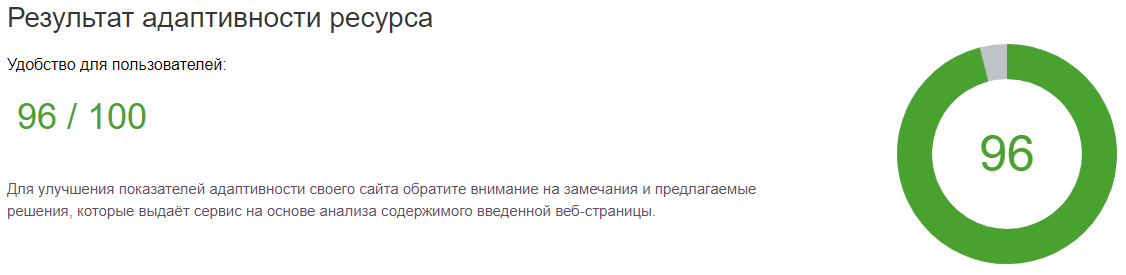 Результат адаптивности ресурса
Удобство для пользователей:
96 / 100
96
Для улучшения показателей адаптивности своего сайта обратите внимание на замечания и предлагаемые
решения, которые выдаёт сервис на основе анализа содержимого введенной веб-страницы.